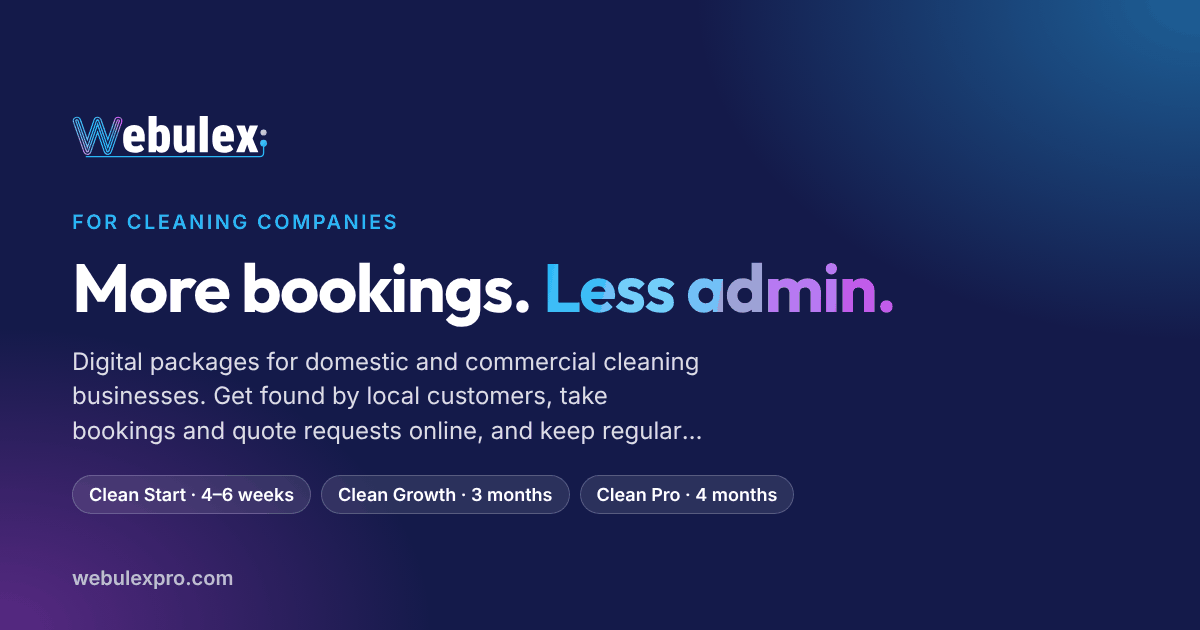 Webulex;
FOR CLEANING COMPANIES
More bookings. Less admin.
Digital packages for domestic and commercial cleaning
businesses. Get found by local customers, take
bookings and quote requests online, and keep regular…
Clean Start · 4–6 weeks
Clean Growth · 3 months
Clean Pro · 4 months
webulexpro.com